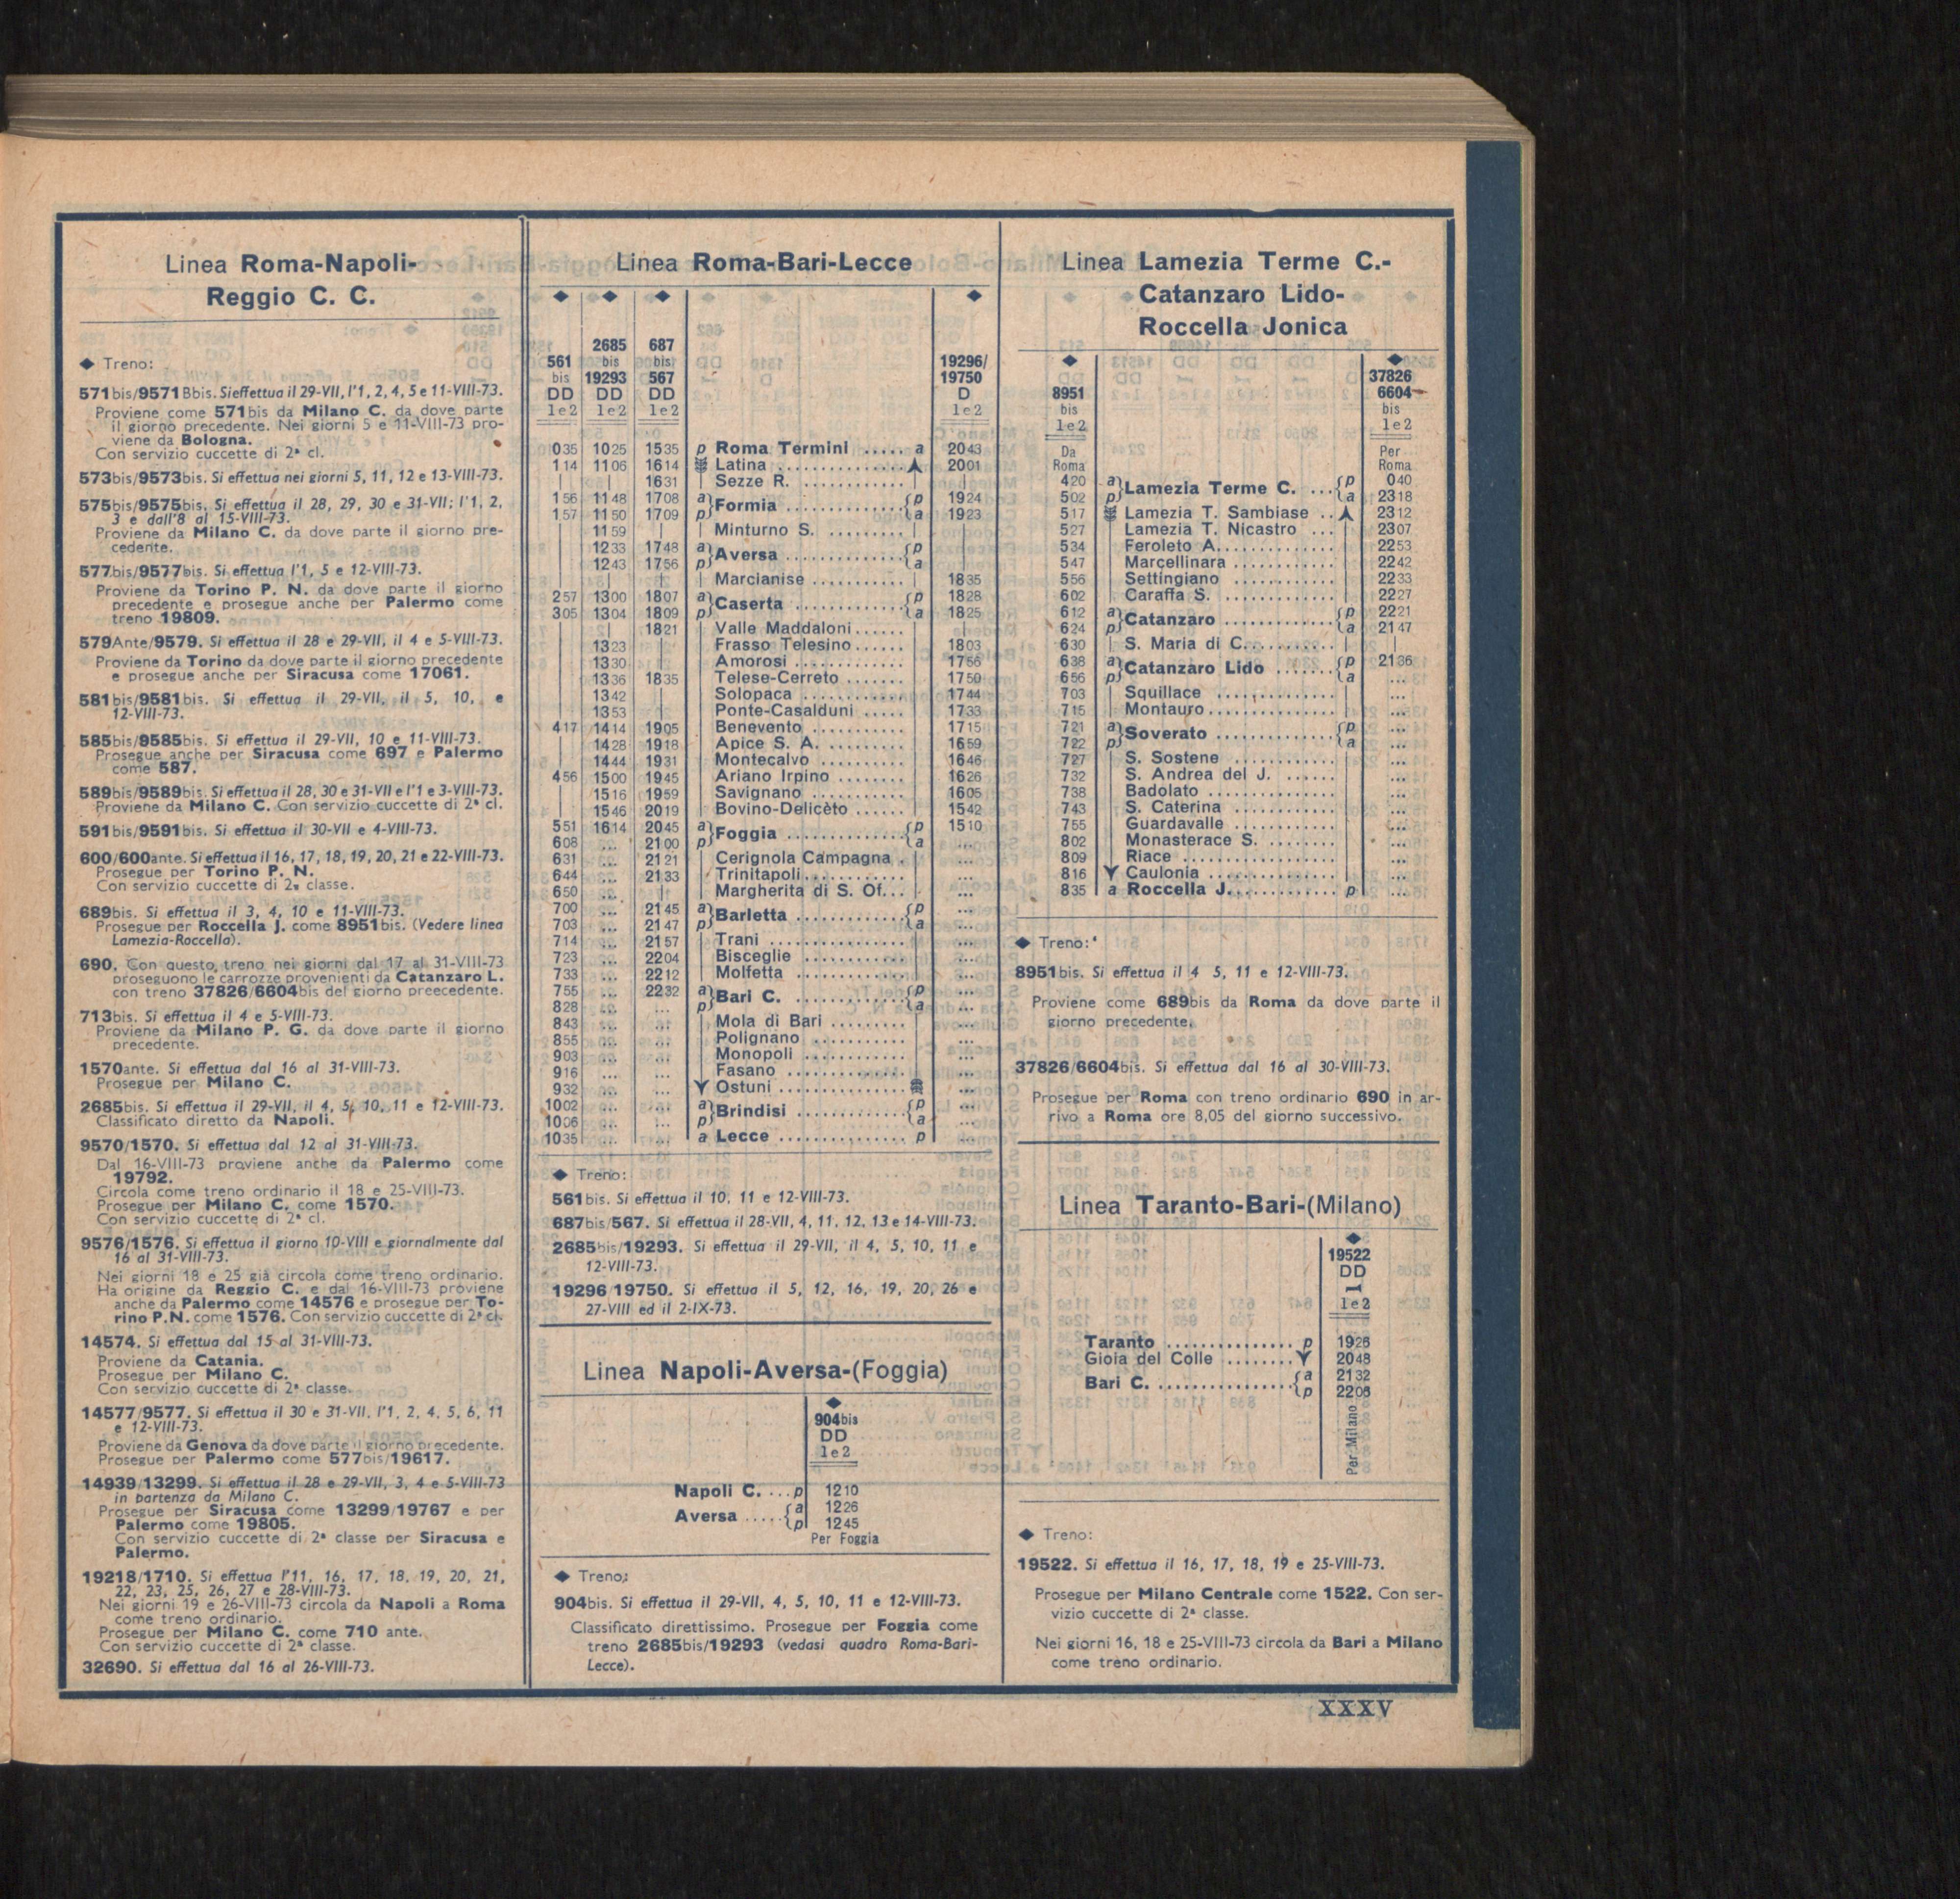 Linea Roma-Napoli-
Reggio C. C.
◆ Treno:
571bis/9571Bbis. Si effettua il 29-VII, l'1, 2, 4, 5 e 11-VIII-73.
Proviene come 571bis da Milano C. da dove parte
il giorno precedente. Nei giorni 5 e 11-VIII-73 pro-
viene da Bologna.
Con servizio cuccette di 2ª cl.
573bis/9573bis. Si effettua nei giorni 5, 11, 12 e 13-VIII-73.
575bis/9575bis. Si effettua il 28, 29, 30 e 31-VII; l'1, 2,
3 e dall'8 al 15-VIII-73.
Proviene da Milano C. da dove parte il giorno pre-
cedente.
577bis/9577bis. Si effettua l'1, 5 e 12-VIII-73.
Proviene da Torino P. N. da dove parte il giorno
precedente e prosegue anche per Palermo come
treno 19809.
579Ante/9579. Si effettua il 28 e 29-VII, il 4 e 5-VIII-73.
Proviene da Torino da dove parte il giorno precedente
e prosegue anche per Siracusa come 17061.
581bis/9581bis. Si effettua il 29-VII, il 5, 10, e
12-VIII-73.
585bis/9585bis. Si effettua il 29-VII, 10 e 11-VIII-73.
Prosegue anche per Siracusa come 697 e Palermo
come 587.
589bis/9589bis. Si effettua il 28, 30 e 31-VII e l'1 e 3-VIII-73.
Proviene da Milano C. Con servizio cuccette di 2ª cl.
591bis/9591bis. Si effettua il 30-VII e 4-VIII-73.
600/600ante. Si effettua il 16, 17, 18, 19, 20, 21 e 22-VIII-73.
Prosegue per Torino P. N.
Con servizio cuccette di 2ª classe.
689bis. Si effettua il 3, 4, 10 e 11-VIII-73.
Prosegue per Roccella J. come 8951bis. (Vedere linea
Lamezia-Roccella).
690. Con questo treno nei giorni dal 17 al 31-VIII-73
proseguono le carrozze provenienti da Catanzaro L.
con treno 37826/6604bis del giorno preecedente.
713bis. Si effettua il 4 e 5-VIII-73.
Proviene da Milano P. G. da dove parte il giorno
precedente.
1570ante. Si effettua dal 16 al 31-VIII-73.
Prosegue per Milano C.
2685bis. Si effettua il 29-VII, il 4, 5, 10, 11 e 12-VIII-73.
Classificato diretto da Napoli.
9570/1570. Si effettua dal 12 al 31-VIII-73.
Dal 16-VIII-73 proviene anche da Palermo come
19792.
Circola come treno ordinario il 18 e 25-VIII-73.
Prosegue per Milano C. come 1570.
Con servizio cuccette di 2ª cl.
9576/1576. Si effettua il giorno 10-VIII e giornalmente dal
16 al 31-VIII-73.
Nei giorni 18 e 25 già circola come treno ordinario.
Ha origine da Reggio C. e dal 16-VIII-73 proviene
anche da Palermo come 14576 e prosegue per To-
rino P.N. come 1576. Con servizio cuccette di 2ª cl.
14574. Si effettua dal 15 al 31-VIII-73.
Proviene da Catania.
Prosegue per Milano C.
Con servizio cuccette di 2ª classe.
14577/9577. Si effettua il 30 e 31-VII, l'1, 2, 4, 5, 6, 11
e 12-VIII-73.
Proviene da Genova da dove parte il giorno precedente.
Prosegue per Palermo come 577bis/19617.
14939/13299. Si effettua il 28 e 29-VII, 3, 4 e 5-VIII-73
in partenza da Milano C.
Prosegue per Siracusa come 13299/19767 e per
Palermo come 19805.
Con servizio cuccette di 2ª classe per Siracusa e
Palermo.
19218/1710. Si effettua l'11, 16, 17, 18, 19, 20, 21,
22, 23, 25, 26, 27 e 28-VIII-73.
Nei giorni 19 e 26-VIII-73 circola da Napoli a Roma
come treno ordinario.
Prosegue per Milano C. come 710 ante.
Con servizio cuccette di 2ª classe.
32690. Si effettua dal 16 al 26-VIII-73.
Linea Roma-Bari-Lecce
◆ ◆ ◆ ◆
2685 687
561 bis bis 19296/
bis 19293 567 19750
DD DD DD D
1e2 1e2 1e2 1e2
035 1025 1535 p Roma Termini ..... a 2043
114 1106 1614 Latina .................. 2001
| | 1631 Sezze R. ............ |
156 1148 1708 a p 1924
Formia ..............
157 1150 1709 p a 1923
| 1159 | Minturno S. ......... |
| 1233 1748 a p |
Aversa ..............
| 1243 1756 p a |
| | | Marcianise ........... 1835
257 1300 1807 a p 1828
Caserta .............
305 1304 1809 p a 1825
| | 1821 Valle Maddaloni...... |
| 1323 | Frasso Telesino...... 1803
| 1330 | Amorosi ............. 1756
| 1336 1835 Telese-Cerreto ....... 1750
| 1342 | Solopaca ............ 1744
| 1353 | Ponte-Casalduni ..... 1733
417 1414 1905 Benevento ........... 1715
| 1428 1918 Apice S. A. ......... 1659
| 1444 1931 Montecalvo .......... 1646
456 1500 1945 Ariano Irpino ........ 1626
| 1516 1959 Savignano ........... 1605
| 1546 2019 Bovino-Delicèto ...... 1542
551 1614 2045 a p 1510
Foggia ..............
608 ... 2100 p a ...
631 ... 2121 Cerignola Campagna . ...
644 ... 2133 Trinitapoli........... ...
650 ... | Margherita di S. Of... ...
700 ... 2145 a p ...
Barletta .............
703 ... 2147 p a ...
714 ... 2157 Trani ................ ...
723 ... 2204 Bisceglie ............ ...
733 ... 2212 Molfetta ............. ...
755 ... 2232 a p ...
Bari C. .............
828 ... ... p a ...
843 ... ... Mola di Bari ......... ...
855 ... ... Polignano ............ ...
903 ... ... Monopoli ............ ...
916 ... ... Fasano .............. ...
932 ... ... Ostuni ................ ...
1002 ... ... a p ...
Brindisi .............
1006 ... ... p a ...
1035 ... ... a Lecce ................ p ...
◆ Treno:
561bis. Si effettua il 10, 11 e 12-VIII-73.
687bis/567. Si effettua il 28-VII, 4, 11, 12, 13 e 14-VIII-73.
2685bis/19293. Si effettua il 29-VII, il 4, 5, 10, 11 e
12-VIII-73.
19296/19750. Si effettua il 5, 12, 16, 19, 20, 26 e
27-VIII ed il 2-IX-73.
Linea Napoli-Aversa-(Foggia)
◆
904bis
DD
1e2
Napoli C. ... p 1210
a 1226
Aversa .....
p 1245
Per Foggia
◆ Treno:
904bis. Si effettua il 29-VII, 4, 5, 10, 11 e 12-VIII-73.
Classificato direttissimo. Prosegue per Foggia come
treno 2685bis/19293 (vedasi quadro Roma-Bari-
Lecce).
Linea Lamezia Terme C.-
Catanzaro Lido-
Roccella Jonica
◆ ◆
37826
8951 6604
bis bis
1e2 1e2
Da Per
Roma Roma
420 a p 040
Lamezia Terme C. ...
502 p a 2318
517 Lamezia T. Sambiase .. 2312
527 Lamezia T. Nicastro ... 2307
534 Feroleto A.............. 2253
547 Marcellinara ............ 2242
556 Settingiano ............ 2233
602 Caraffa S. ............. 2227
612 a p 2221
Catanzaro ............
624 p a 2147
630 S. Maria di C........... |
638 a p 2136
Catanzaro Lido .......
656 p a ...
703 Squillace .............. ...
715 Montauro............... ...
721 a p ...
Soverato ..............
722 p a ...
727 S. Sostene ............ ...
732 S. Andrea del J. ...... ...
738 Badolato .............. ...
743 S. Caterina ............ ...
755 Guardavalle ............ ...
802 Monasterace S. ........ ...
809 Riace .................. ...
816 Caulonia ............... ...
835 a Roccella J............. p ...
◆ Treno:
8951bis. Si effettua il 4 5, 11 e 12-VIII-73.
Proviene come 689bis da Roma da dove parte il
giorno precedente.
37826/6604bis. Si effettua dal 16 al 30-VIII-73.
Prosegue per Roma con treno ordinario 690 in ar-
rivo a Roma ore 8,05 del giorno successivo.
Linea Taranto-Bari-(Milano)
◆
19522
DD
1e2
Taranto ............... p 1926
Gioia del Colle ........ 2048
a 2132
Bari C. ................
p 2206
Per Milano
◆ Treno:
19522. Si effettua il 16, 17, 18, 19 e 25-VIII-73.
Prosegue per Milano Centrale come 1522. Con ser-
vizio cuccette di 2ª classe.
Nei giorni 16, 18 e 25-VIII-73 circola da Bari a Milano
come treno ordinario.
XXXV